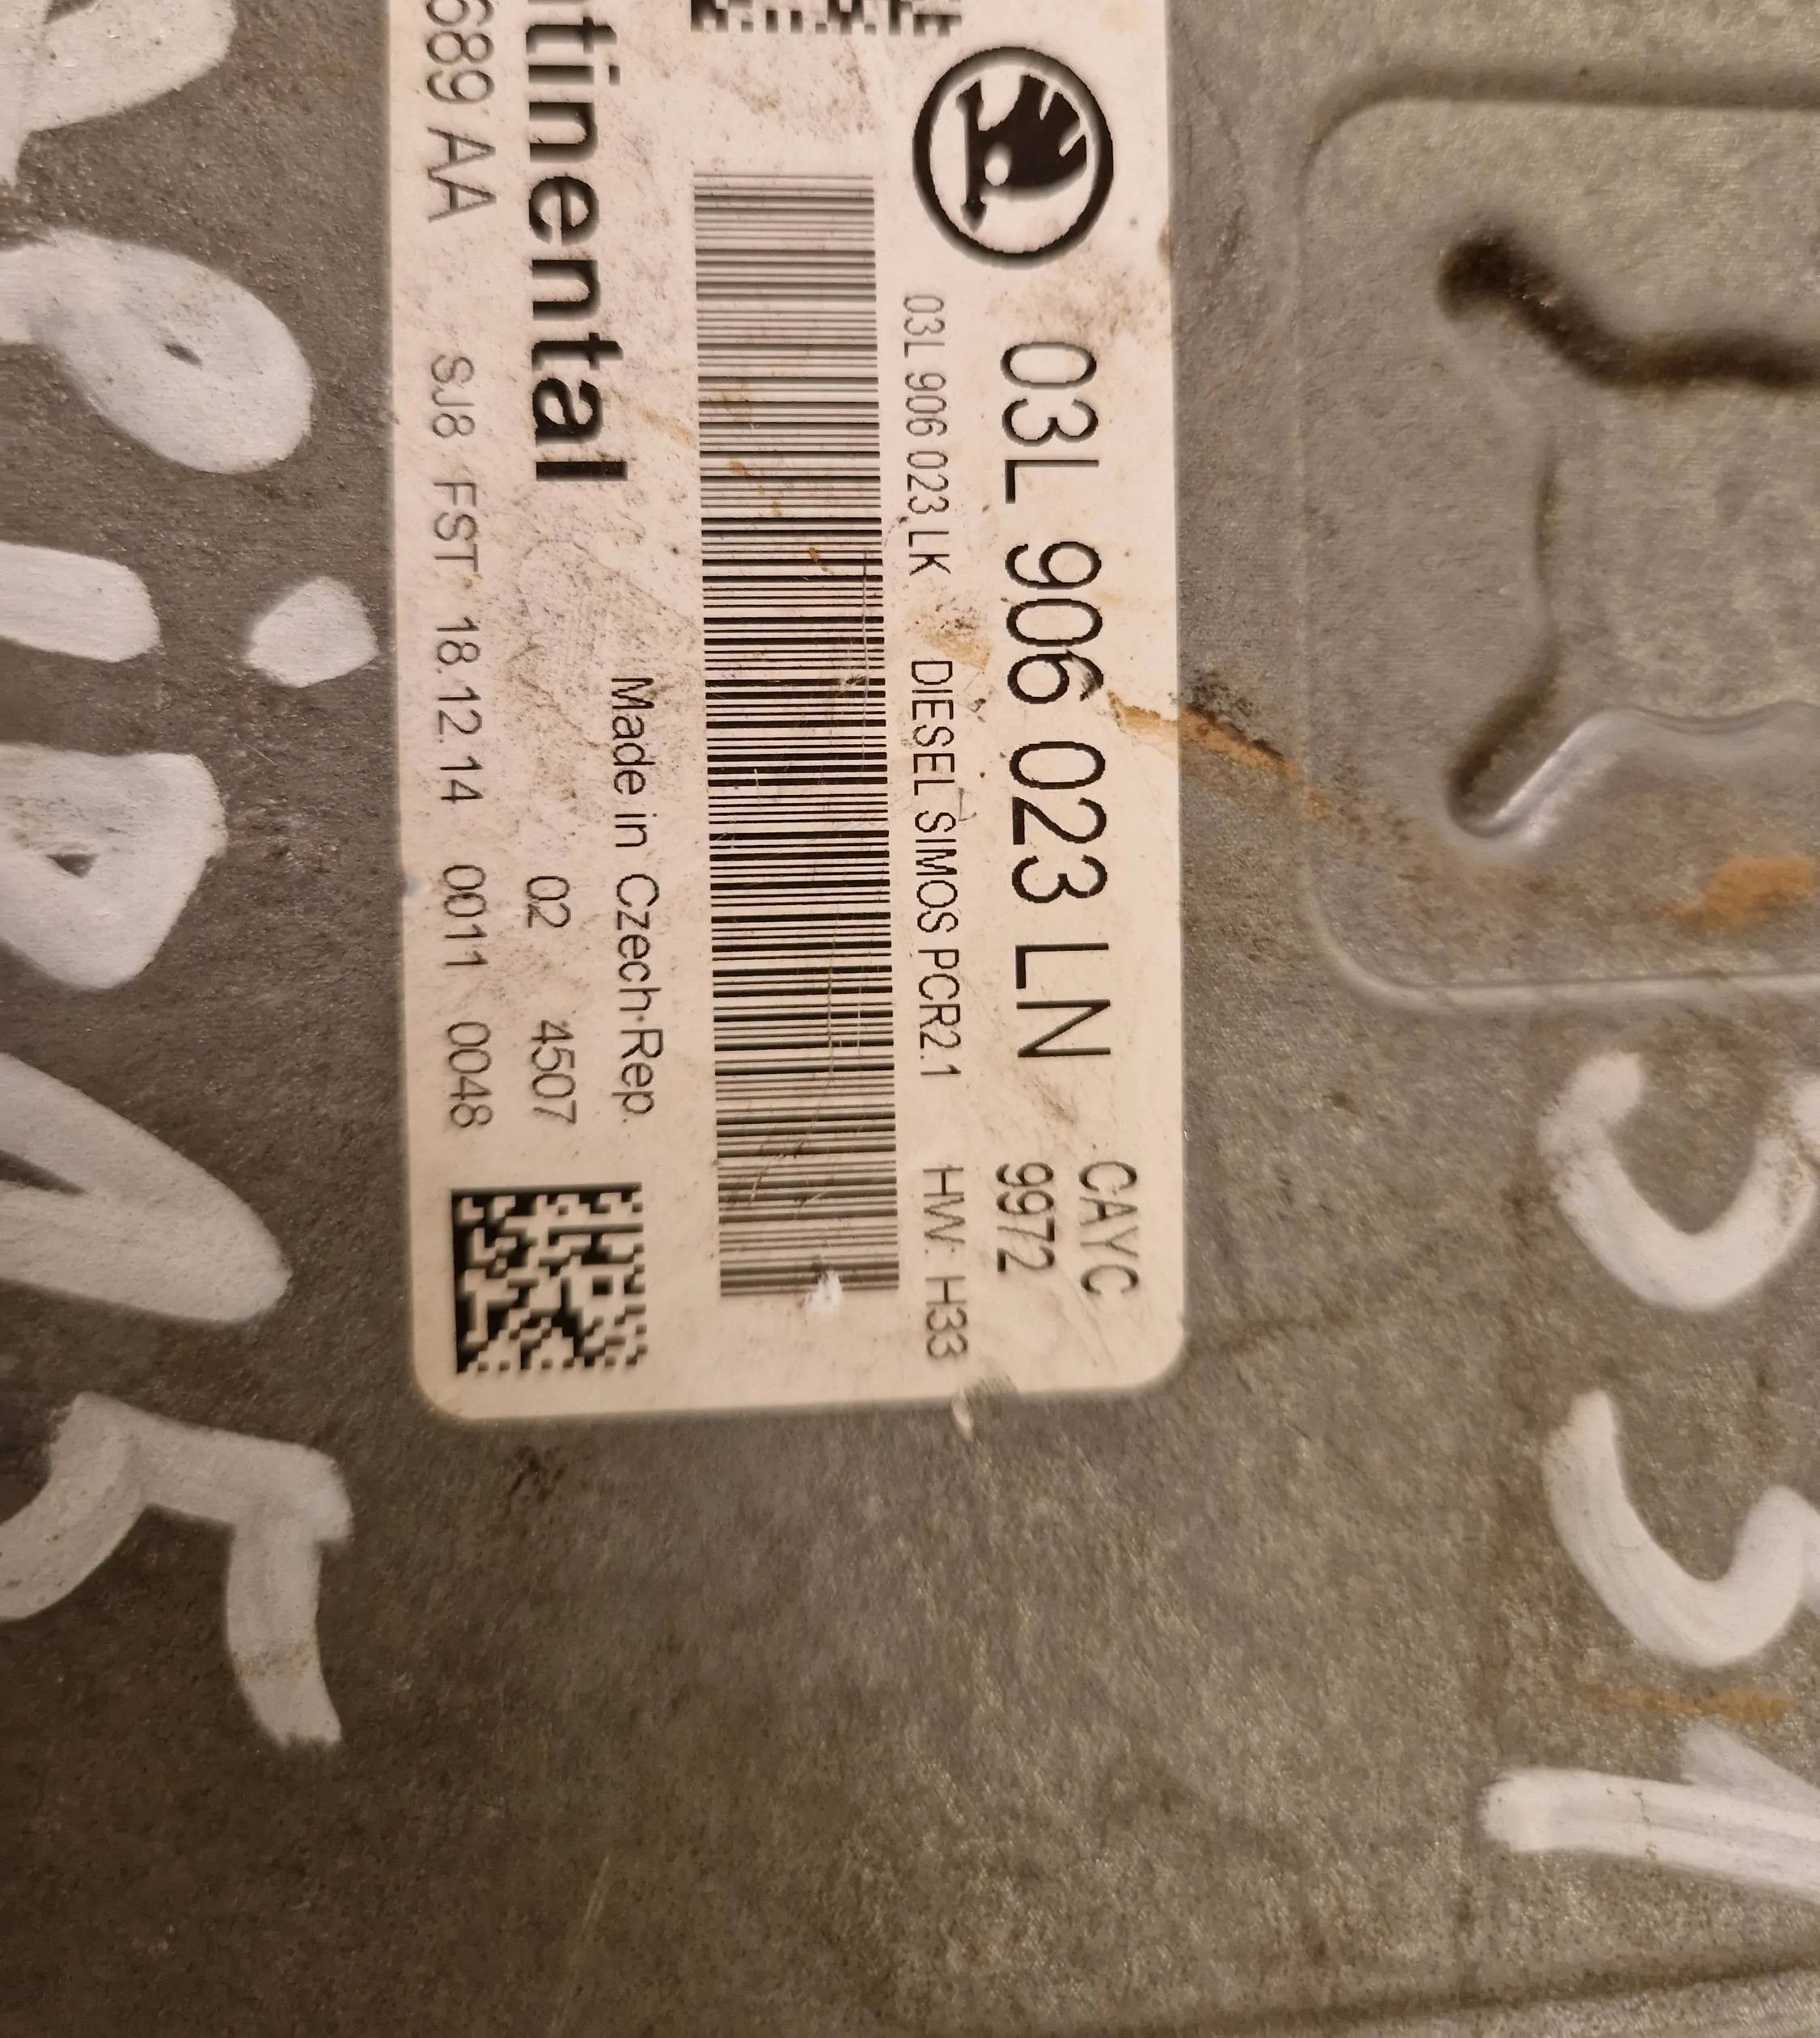 CAYC
03L 906 023 LN 9972
03L 906 023 LK DIESEL SIMOS PCR2.1 HW: H33
Made in Czech Rep.
ntinental 02 4507
689 AA SJ8 FST 18.12.14 0011 0048